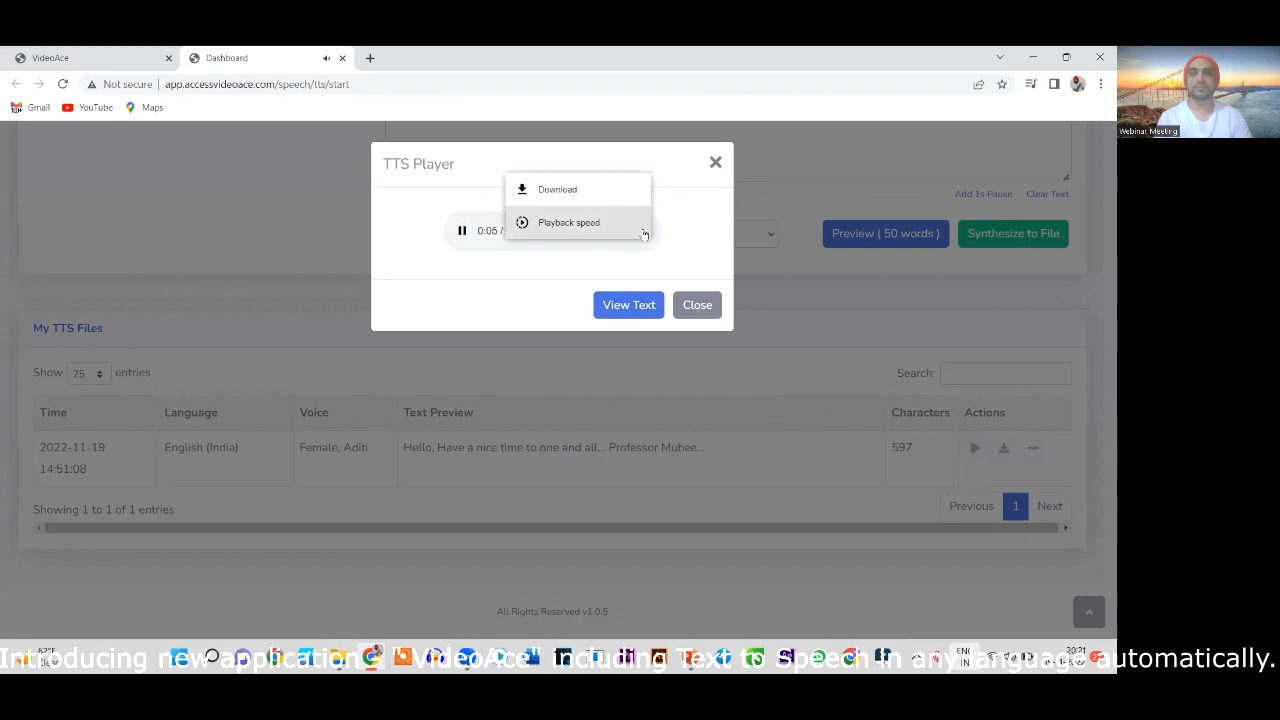 VideoAce
Dashboard
Not secure
app.accessvideoace.com/speech/tts/start
Gmail
YouTube
Maps
Webinar Meeting
TTS Player
Download
Playback speed
0:05 /
Add 1s Pause
Clear Text
Preview ( 50 words )
Synthesize to File
View Text
Close
My TTS Files
Show 25 entries
Search:
Time Language Voice Text Preview Characters Actions
2022-11-19 14:51:08 English (India) Female, Aditi Hello, Have a nice time to one and all... Professor Mubee... 597
Showing 1 to 1 of 1 entries
Previous 1 Next
All Rights Reserved v1.0.5
Introducing new application - " VideoAce" including Text to Speech in any language automatically.
ENG
IN
20:21